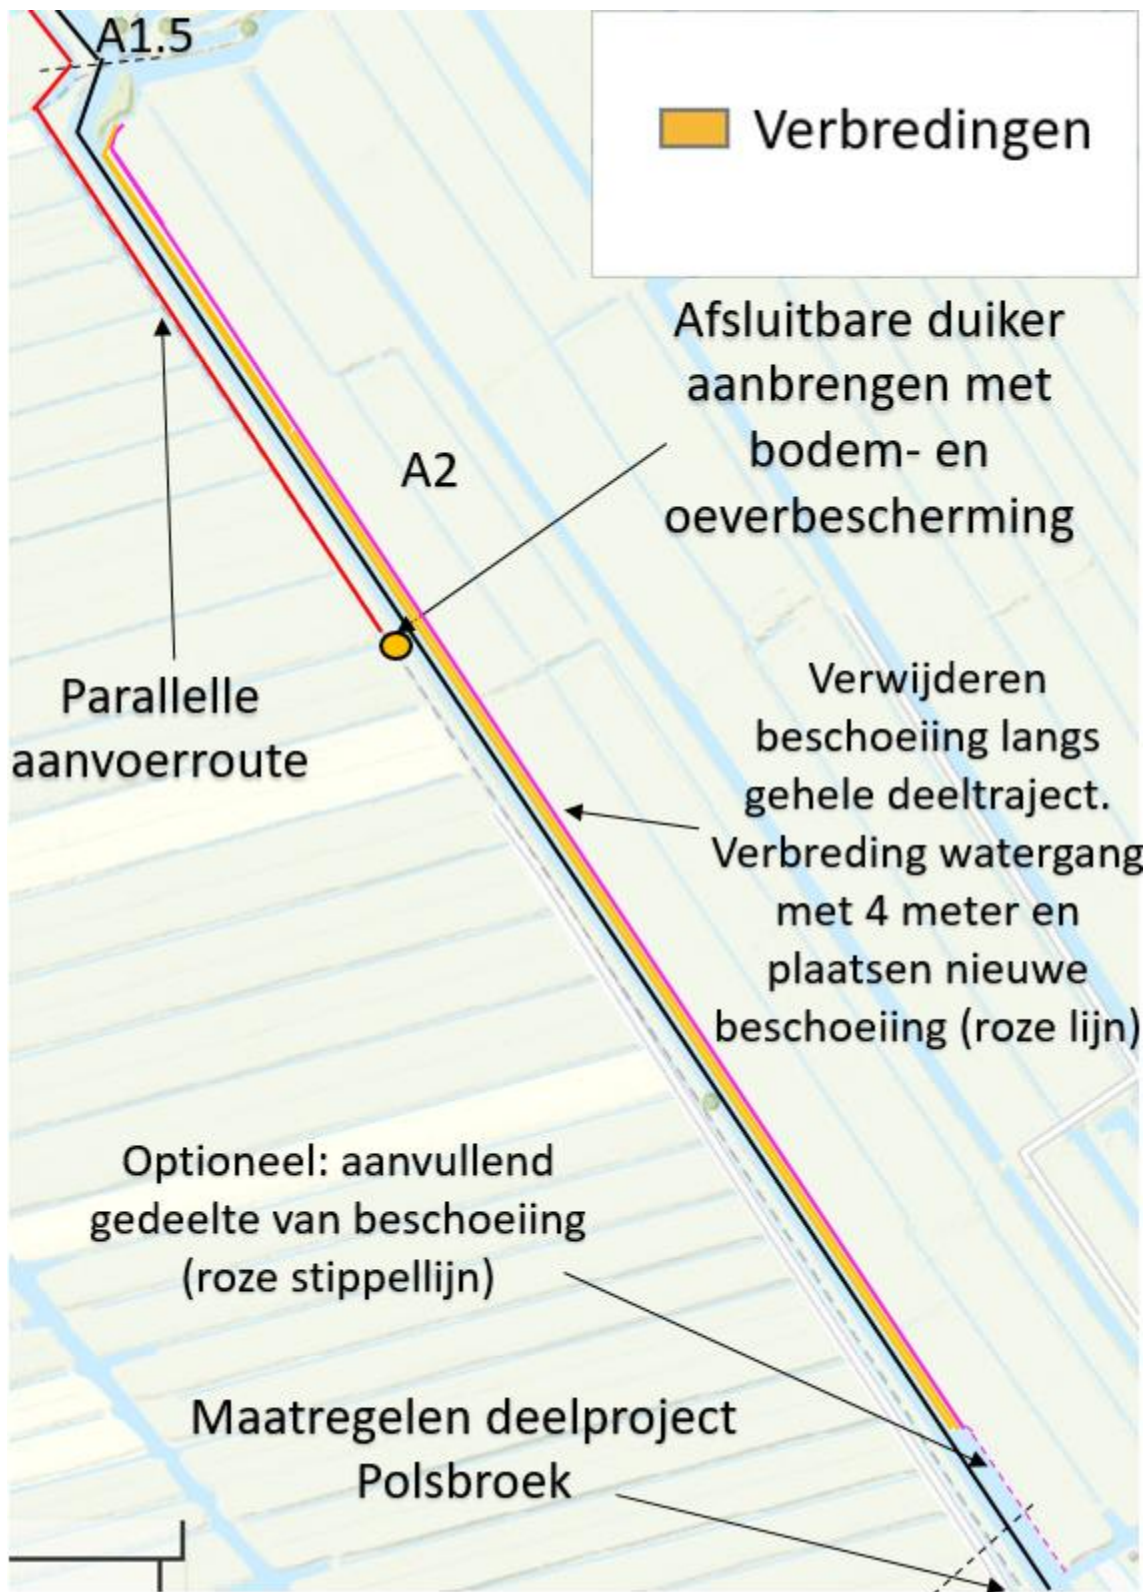 A1.5
Verbredingen
Afsluitbare duiker
aanbrengen met
bodem- en
oeverbescherming
A2
Parallelle
aanvoerroute
Verwijderen
beschoeiing langs
gehele deeltraject.
Verbreding watergang
met 4 meter en
plaatsen nieuwe
beschoeiing (roze lijn)
Optioneel: aanvullend
gedeelte van beschoeiing
(roze stippellijn)
Maatregelen deelproject
Polsbroek